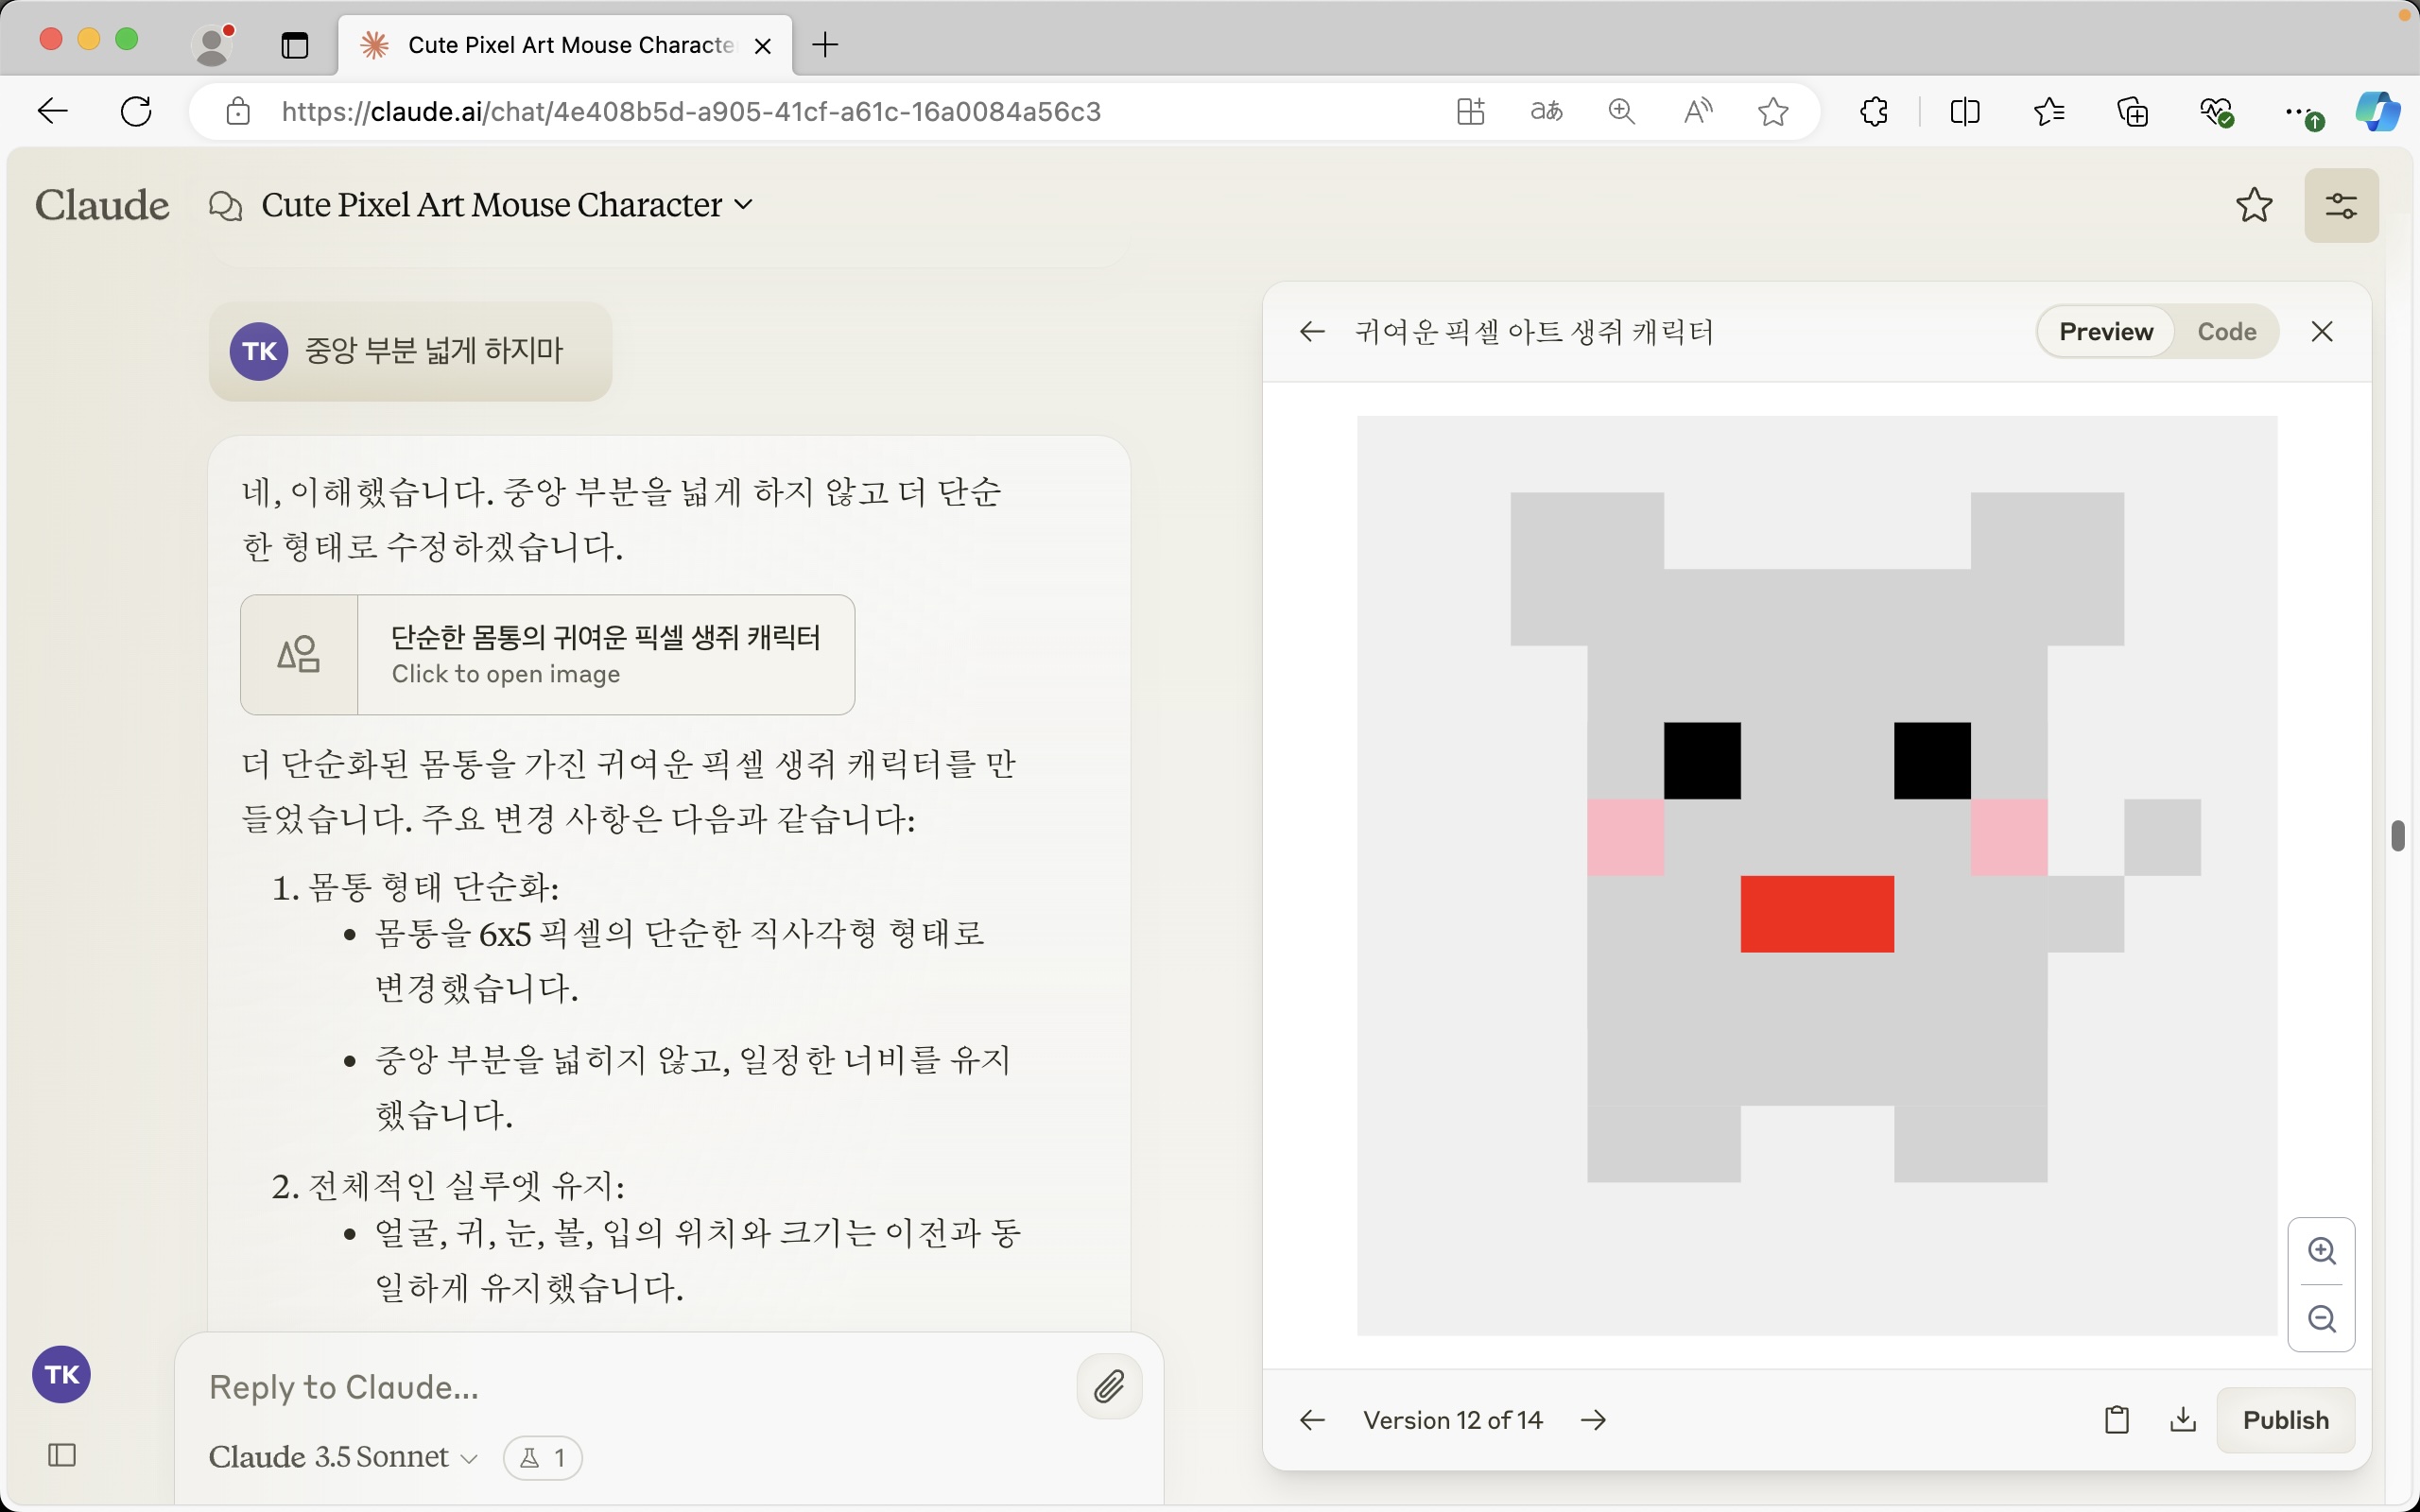 Cute Pixel Art Mouse Characte
https://claude.ai/chat/4e408b5d-a905-41cf-a61c-16a0084a56c3
Claude
Cute Pixel Art Mouse Character
TK
중앙 부분 넓게 하지마
네, 이해했습니다. 중앙 부분을 넓게 하지 않고 더 단순
한 형태로 수정하겠습니다.
단순한 몸통의 귀여운 픽셀 생쥐 캐릭터
Click to open image
더 단순화된 몸통을 가진 귀여운 픽셀 생쥐 캐릭터를 만
들었습니다. 주요 변경 사항은 다음과 같습니다:
1. 몸통 형태 단순화:
• 몸통을 6x5 픽셀의 단순한 직사각형 형태로
변경했습니다.
• 중앙 부분을 넓히지 않고, 일정한 너비를 유지
했습니다.
2. 전체적인 실루엣 유지:
• 얼굴, 귀, 눈, 볼, 입의 위치와 크기는 이전과 동
일하게 유지했습니다.
TK
Reply to Claude...
Claude 3.5 Sonnet
1
귀여운 픽셀 아트 생쥐 캐릭터
Preview
Code
Version 12 of 14
Publish